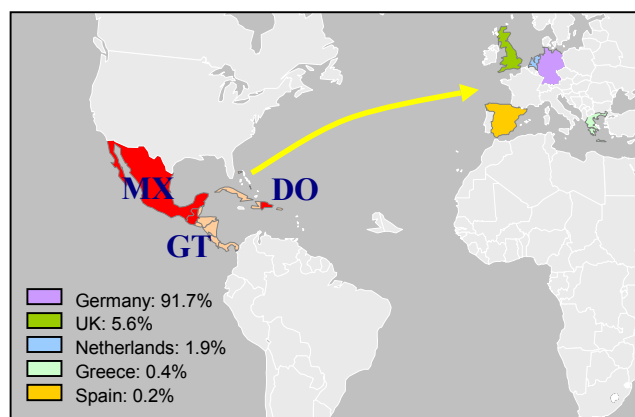 MX
DO
GT
Germany: 91.7%
UK: 5.6%
Netherlands: 1.9%
Greece: 0.4%
Spain: 0.2%